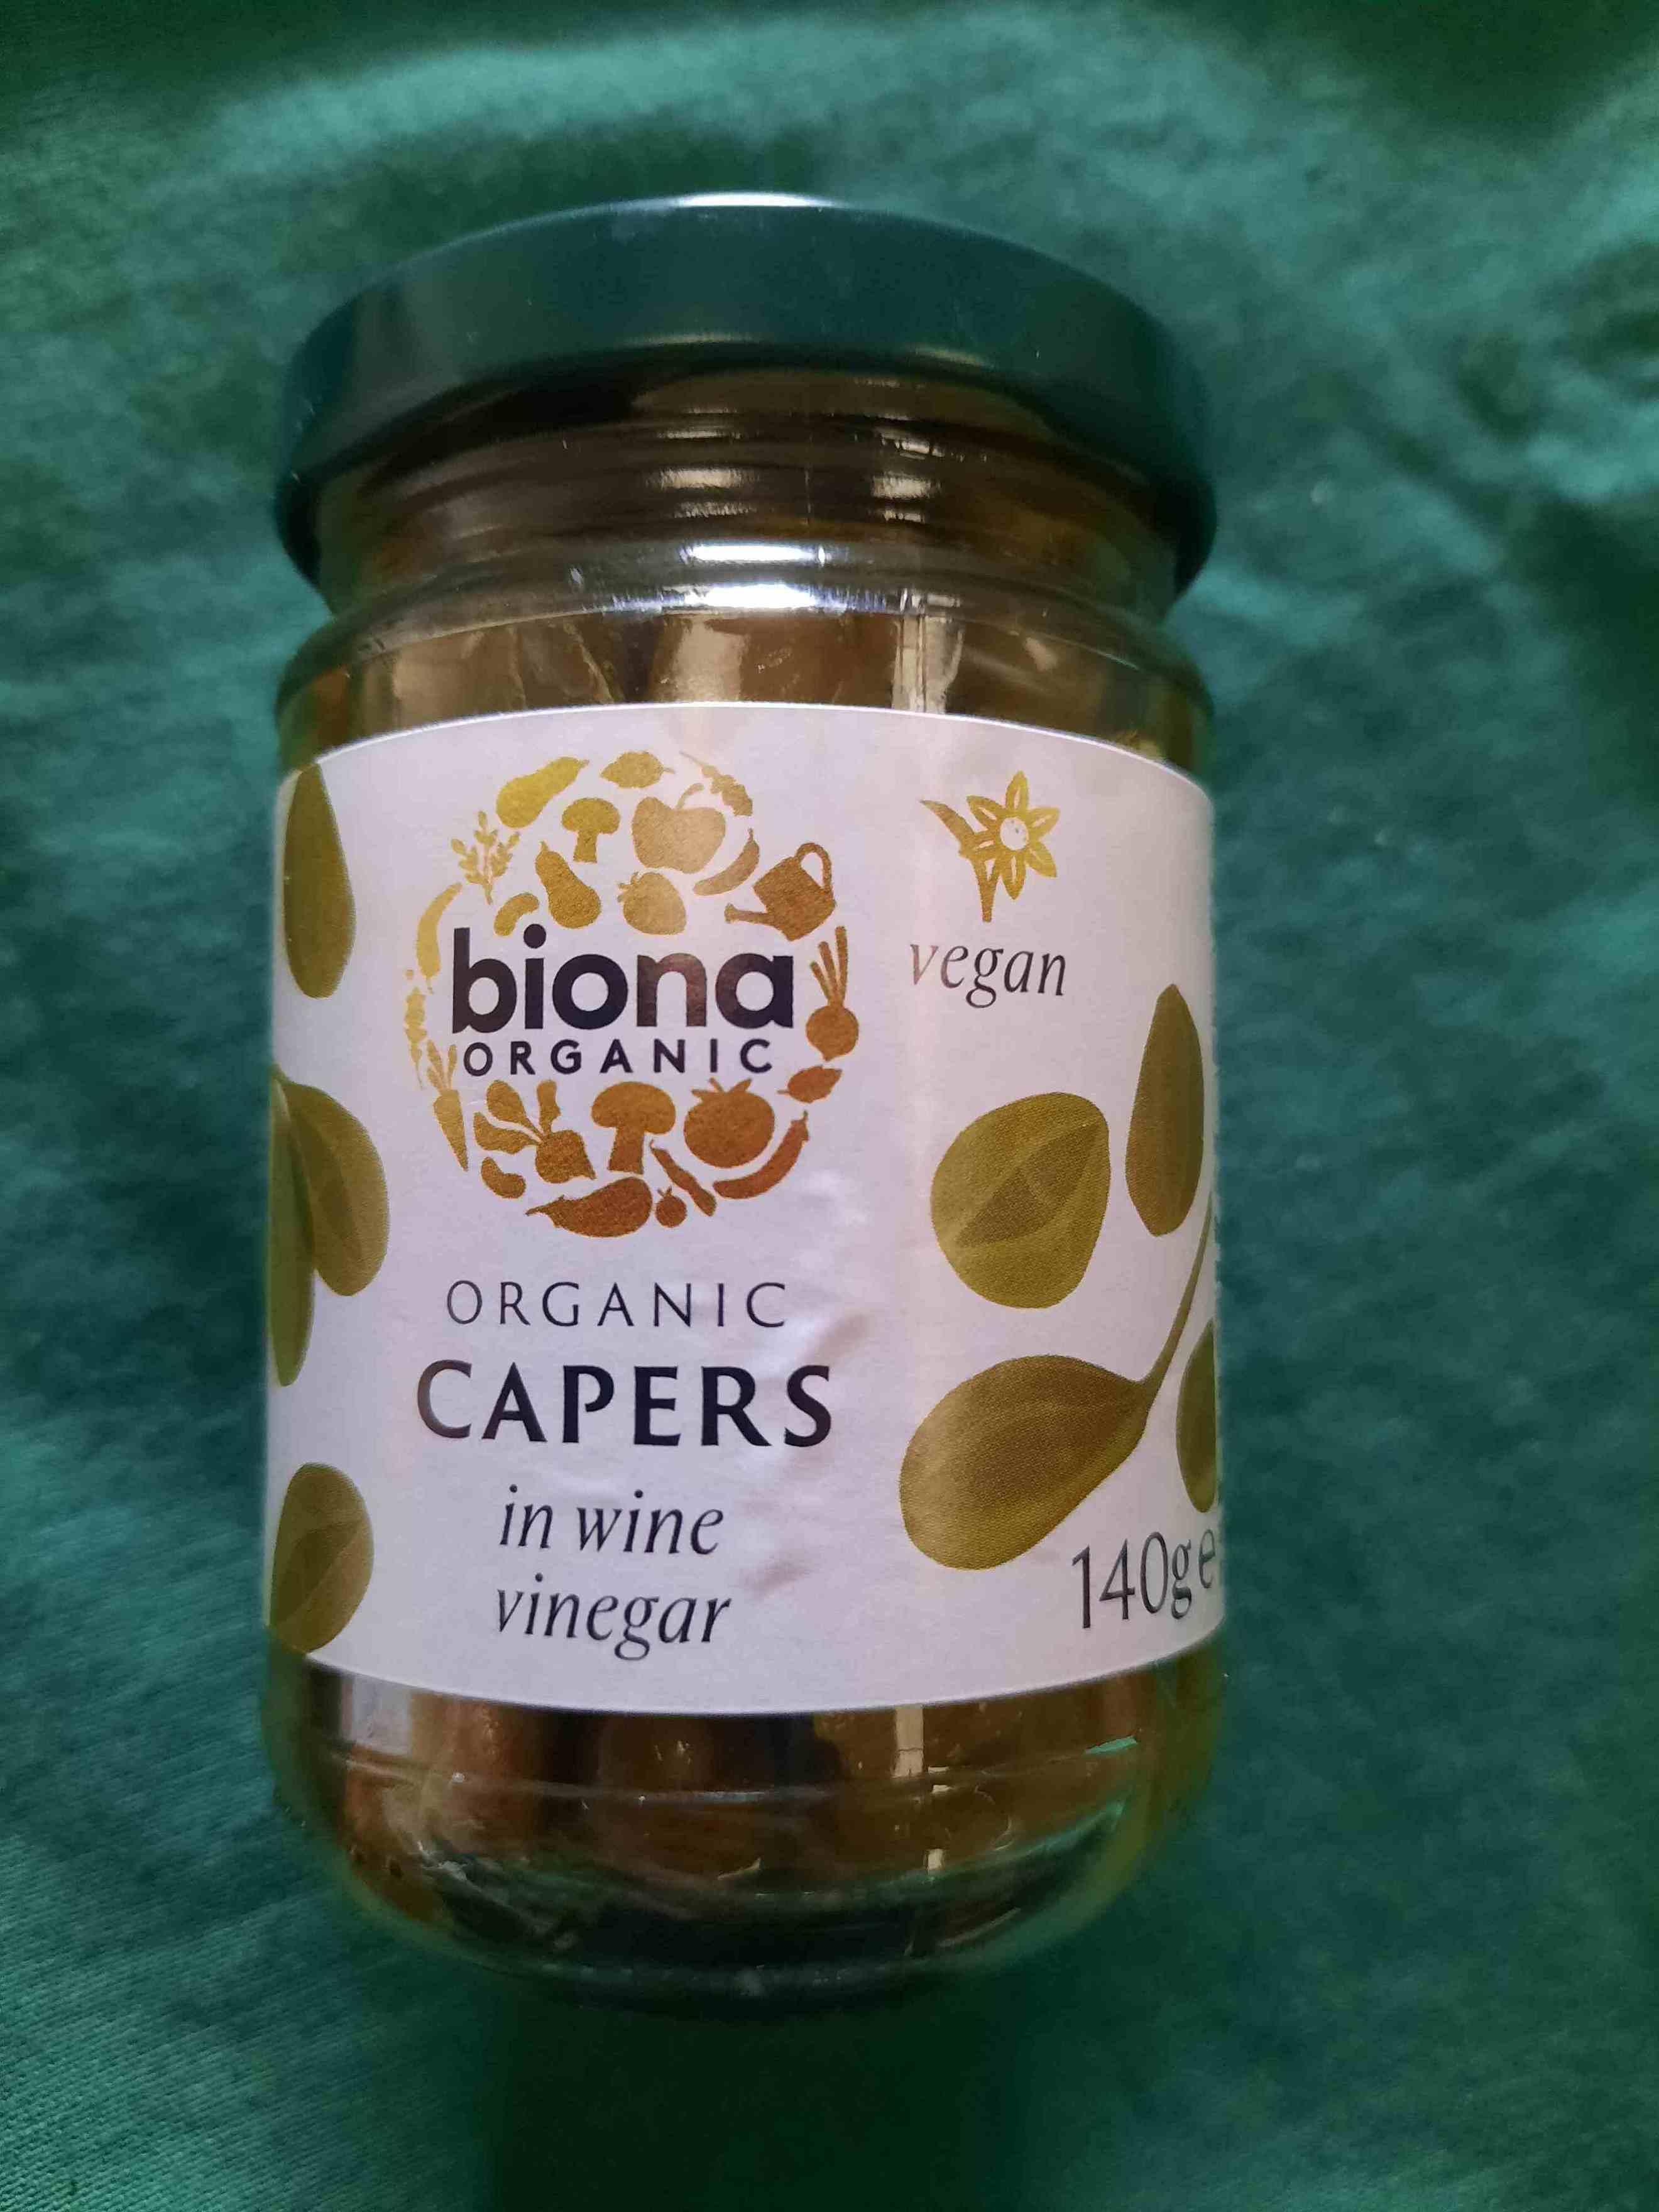 biona
ORGANIC
vegan
ORGANIC
CAPERS
in wine
vinegar
140g e